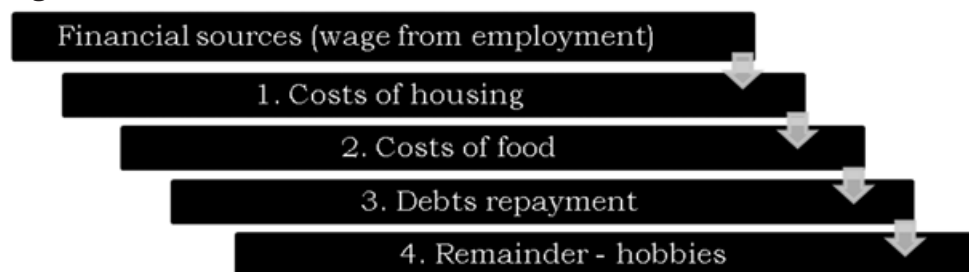 Financial sources (wage from employment)
1. Costs of housing
2. Costs of food
3. Debts repayment
4. Remainder - hobbies